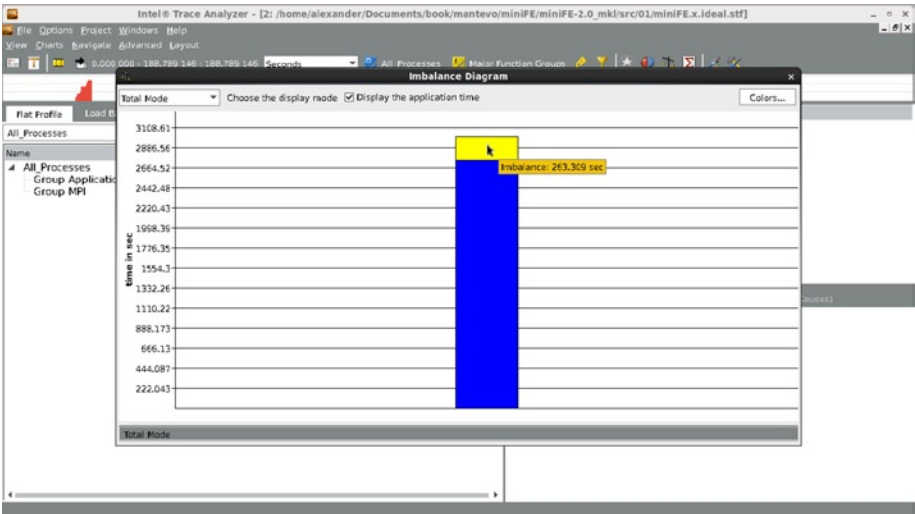 Intel® Trace Analyzer - [2: /home/alexander/Documents/book/mantevo/miniFE/miniFE-2.0_mkl/src/01/miniFE.x.ideal.stf]
File Options Project Windows Help
View Charts Navigate Advanced Layout
0.000 000 - 188.789 146 : 188.789 146 Seconds All Processes Major Function Groups
Imbalance Diagram
Total Mode Choose the display mode Display the application time Colors...
Flat Profile Load B
All_Processes
Name
All_Processes
Group Applicatic
Group MPI
3108.61
2886.56
2664.52
2442.48
2220.43
1998.39
1776.35
1554.3
1332.26
1110.22
888.173
666.13
444.087
222.043
time in sec
Imbalance: 263.309 sec
Total Mode